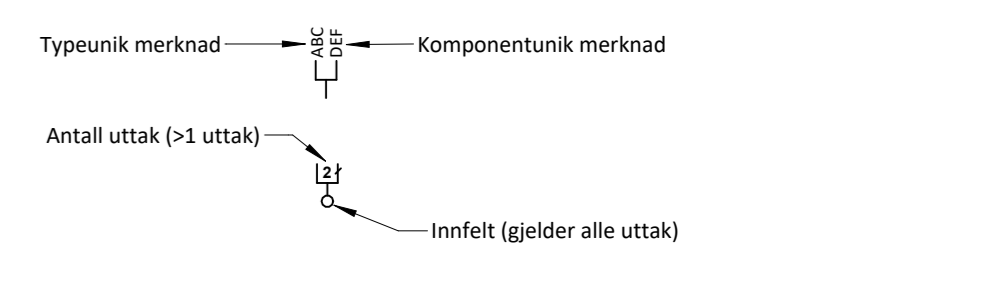 Typeunik merknad
ABC
DEF
Komponentunik merknad
Antall uttak (>1 uttak)
2
Innfelt (gjelder alle uttak)